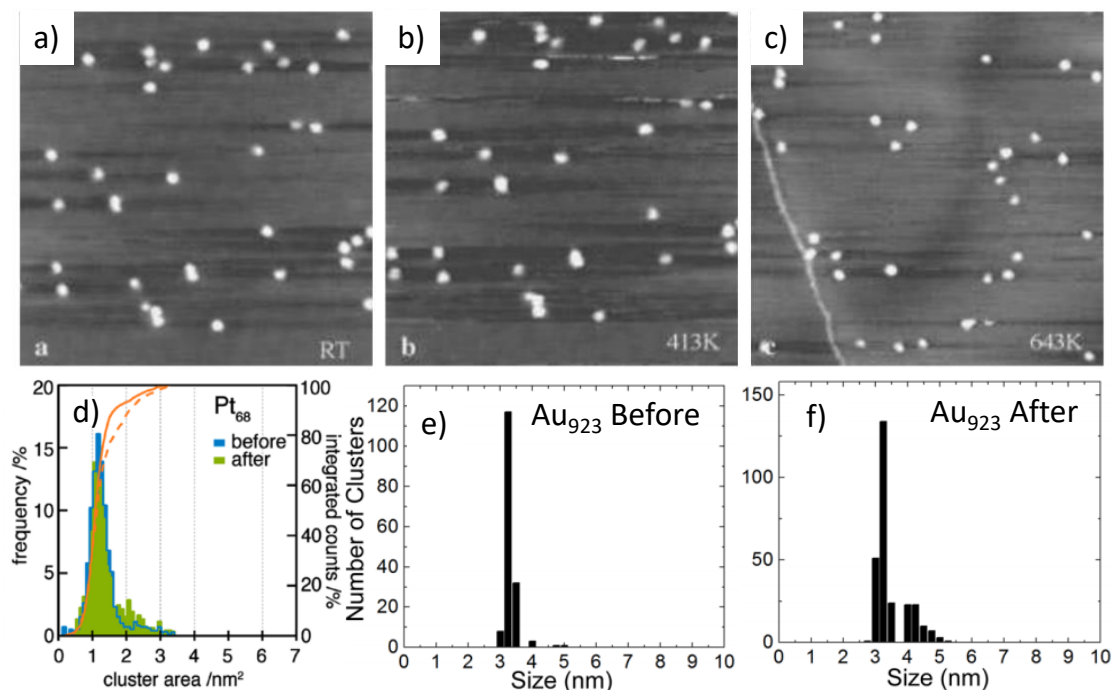 a)
b)
c)
a RT
b 413K
c 643K
d)
Pt₆₈
before
after
frequency /%
20
15
10
5
0
integrated counts /%
100
80
60
40
20
0
0 1 2 3 4 5 6 7
cluster area /nm²
e) Au₉₂₃ Before
Number of Clusters
120
100
80
60
40
20
0
0 1 2 3 4 5 6 7 8 9 10
Size (nm)
f) Au₉₂₃ After
150
100
50
0
0 1 2 3 4 5 6 7 8 9 10
Size (nm)